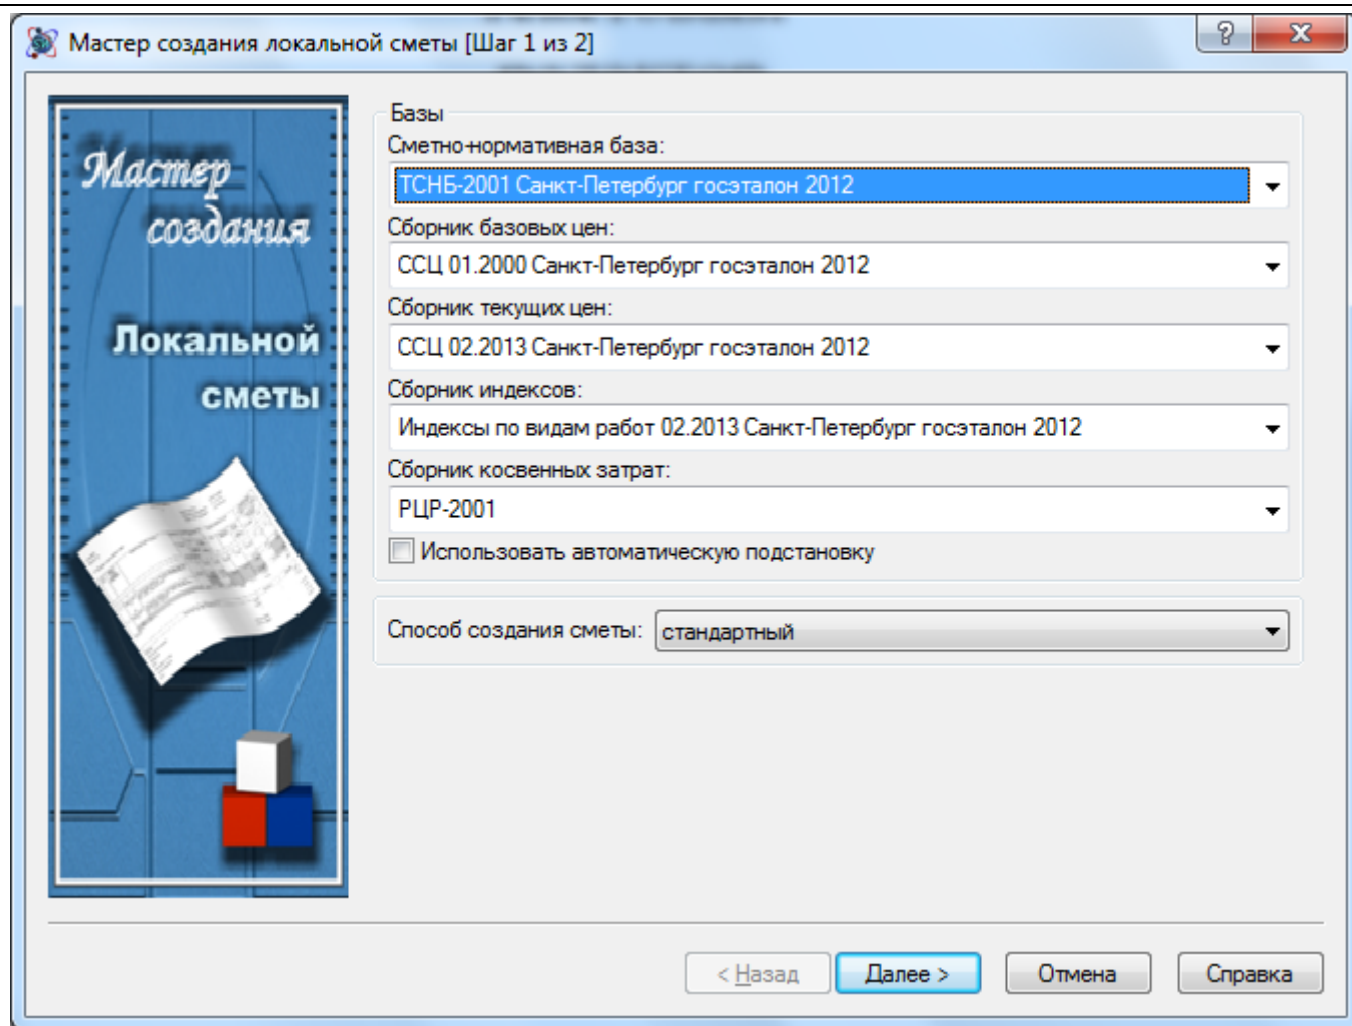 Мастер создания локальной сметы [Шаг 1 из 2]
Мастер
создания
Локальной
сметы
Базы
Сметно-нормативная база:
ТСНБ-2001 Санкт-Петербург госэталон 2012
Сборник базовых цен:
ССЦ 01.2000 Санкт-Петербург госэталон 2012
Сборник текущих цен:
ССЦ 02.2013 Санкт-Петербург госэталон 2012
Сборник индексов:
Индексы по видам работ 02.2013 Санкт-Петербург госэталон 2012
Сборник косвенных затрат:
РЦР-2001
Использовать автоматическую подстановку
Способ создания сметы: стандартный
< Назад Далее > Отмена Справка